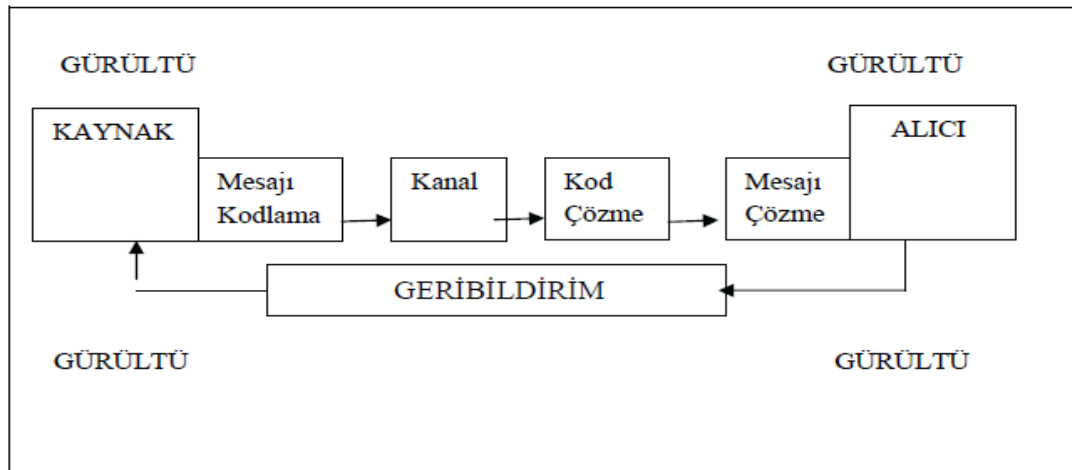 GÜRÜLTÜ
GÜRÜLTÜ
KAYNAK
ALICI
Mesajı
Kodlama
Kanal
Kod
Çözme
Mesajı
Çözme
GERİBİLDİRİM
GÜRÜLTÜ
GÜRÜLTÜ